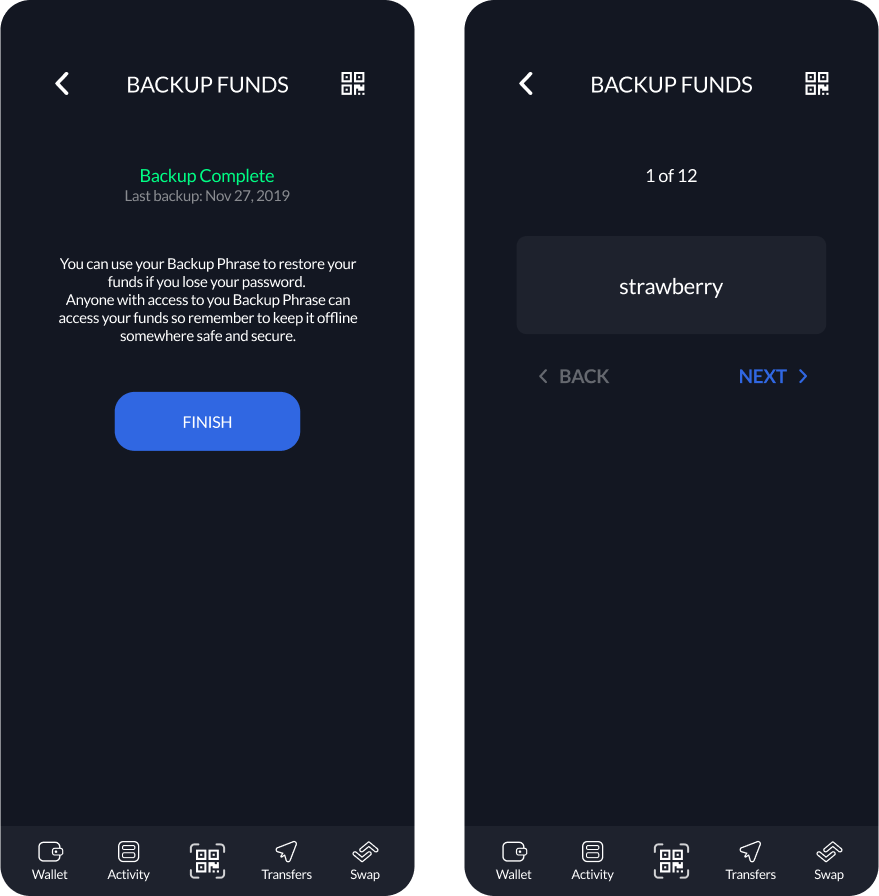 BACKUP FUNDS
Backup Complete
Last backup: Nov 27, 2019
You can use your Backup Phrase to restore your
funds if you lose your password.
Anyone with access to you Backup Phrase can
access your funds so remember to keep it offline
somewhere safe and secure.
FINISH
Wallet
Activity
Transfers
Swap
BACKUP FUNDS
1 of 12
strawberry
BACK
NEXT
Wallet
Activity
Transfers
Swap